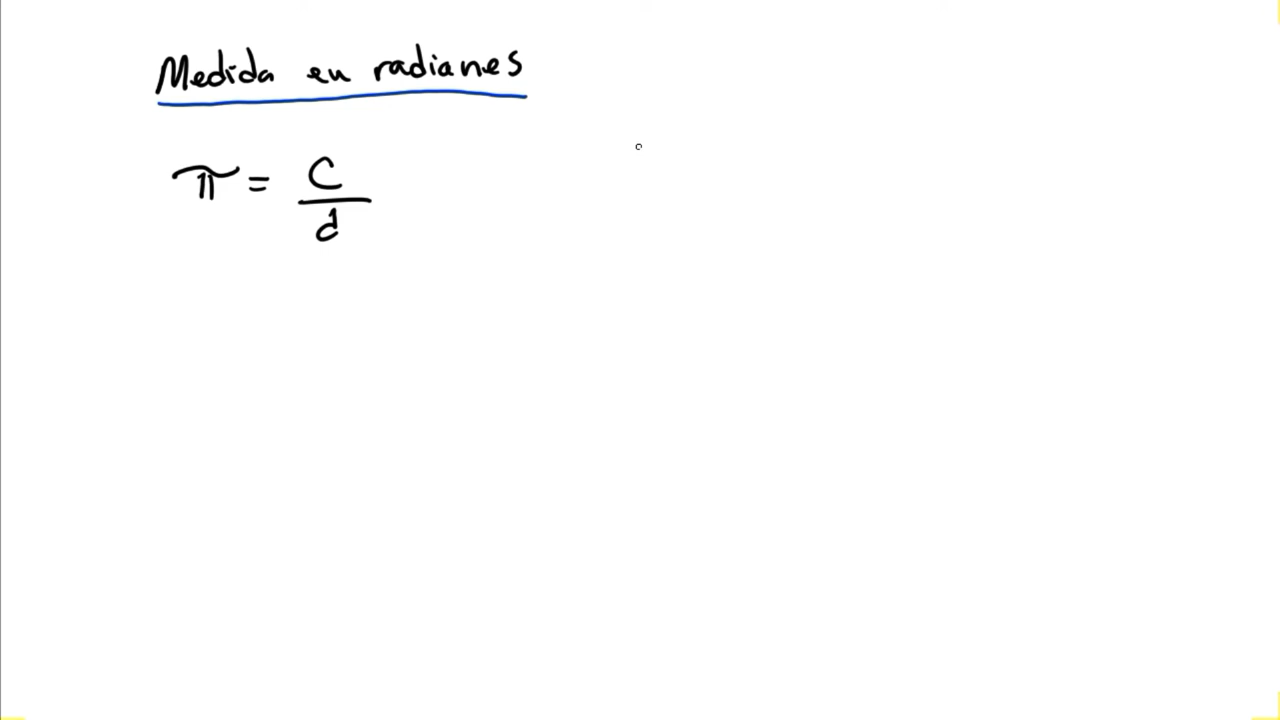 Medida en radianes
π = C/d